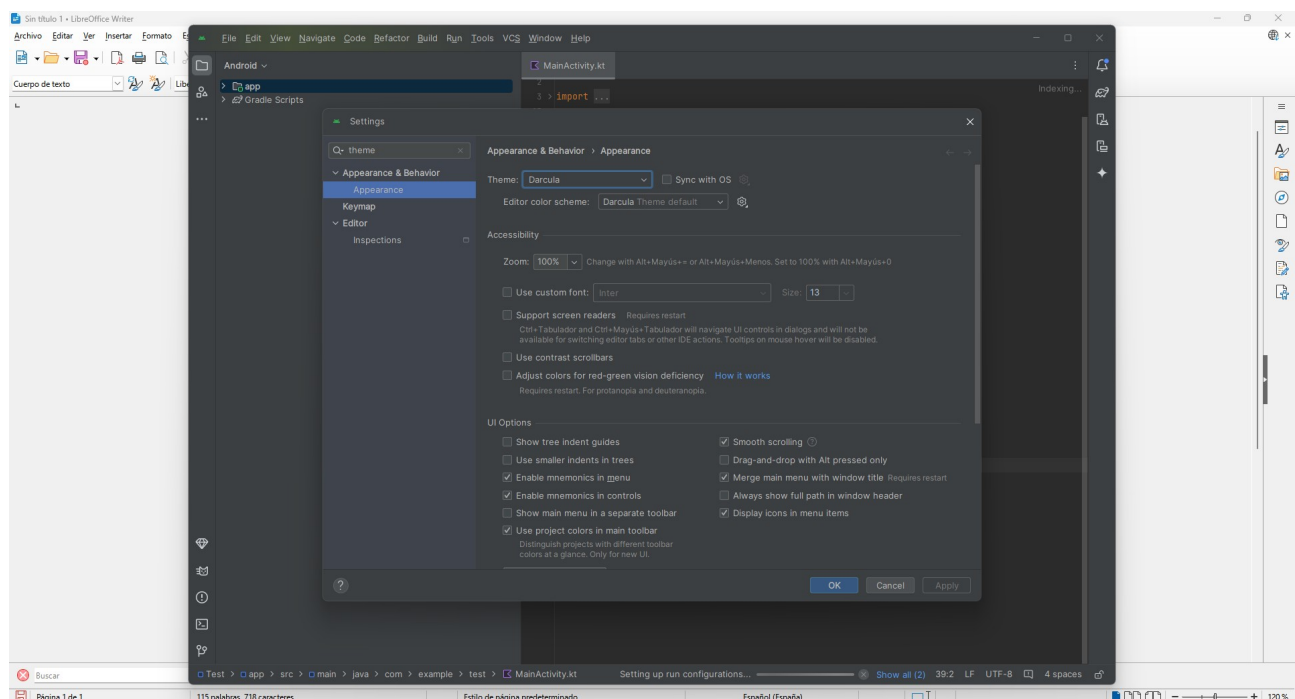 Sin título 1 • LibreOffice Writer
Archivo Editar Ver Insertar Formato
File Edit View Navigate Code Refactor Build Run Tools VCS Window Help
Android
MainActivity.kt
Cuerpo de texto
app
Indexing...
3 > import ...
Gradle Scripts
Settings
theme
Appearance & Behavior › Appearance
Appearance & Behavior
Theme: Darcula Sync with OS
Appearance
Keymap
Editor color scheme: Darcula Theme default
Editor
Accessibility
Inspections
Zoom: 100% Change with Alt+Mayús+= or Alt+Mayús+Menos. Set to 100% with Alt+Mayús+0
Use custom font: Inter Size: 13
Support screen readers Requires restart
Ctrl+Tabulador and Ctrl+Mayús+Tabulador will navigate UI controls in dialogs and will not be
available for switching editor tabs or other IDE actions. Tooltips on mouse hover will be disabled.
Use contrast scrollbars
Adjust colors for red-green vision deficiency How it works
Requires restart. For protanopia and deuteranopia.
UI Options
Show tree indent guides Smooth scrolling
Use smaller indents in trees Drag-and-drop with Alt pressed only
Enable mnemonics in menu Merge main menu with window title Requires restart
Enable mnemonics in controls Always show full path in window header
Show main menu in a separate toolbar Display icons in menu items
Use project colors in main toolbar
Distinguish projects with different toolbar
colors at a glance. Only for new UI.
? OK Cancel Apply
Buscar
Test > app > src > main > java > com > example > test > MainActivity.kt Setting up run configurations... Show all (2) 39:2 LF UTF-8 4 spaces
Página 1 de 1 115 palabras, 718 caracteres Estilo de página predeterminado Español (España) 120 %